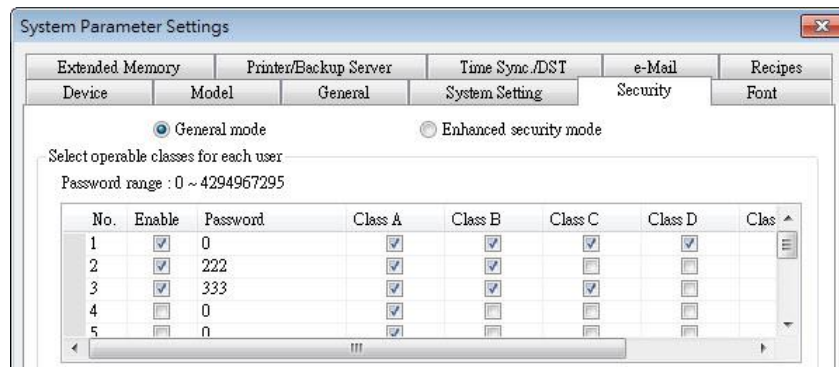 System Parameter Settings
Extended Memory Printer/Backup Server Time Sync./DST e-Mail Recipes
Device Model General System Setting Security Font
General mode Enhanced security mode
Select operable classes for each user
Password range : 0 ~ 4294967295
No. Enable Password Class A Class B Class C Class D Clas
1 0
2 222
3 333
4 0
5 0